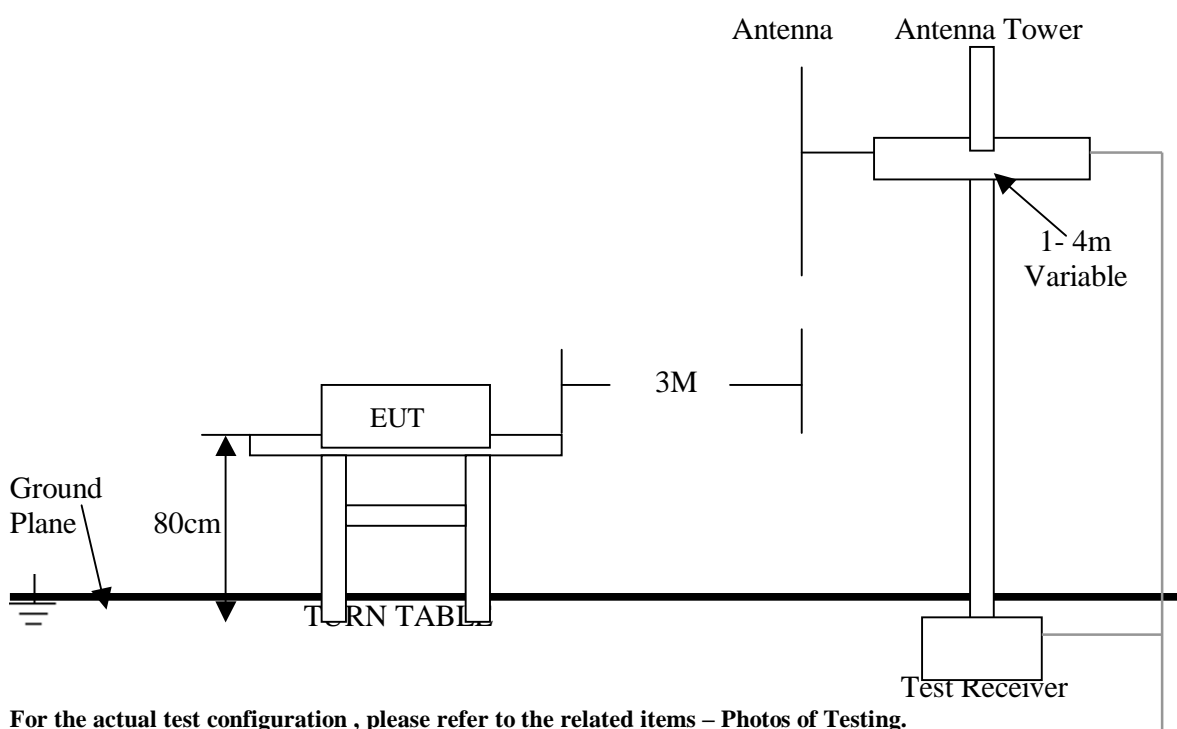 Antenna Antenna Tower
1- 4m
Variable
3M
EUT
Ground
Plane
80cm
TURN TABLE
Test Receiver
For the actual test configuration , please refer to the related items – Photos of Testing.